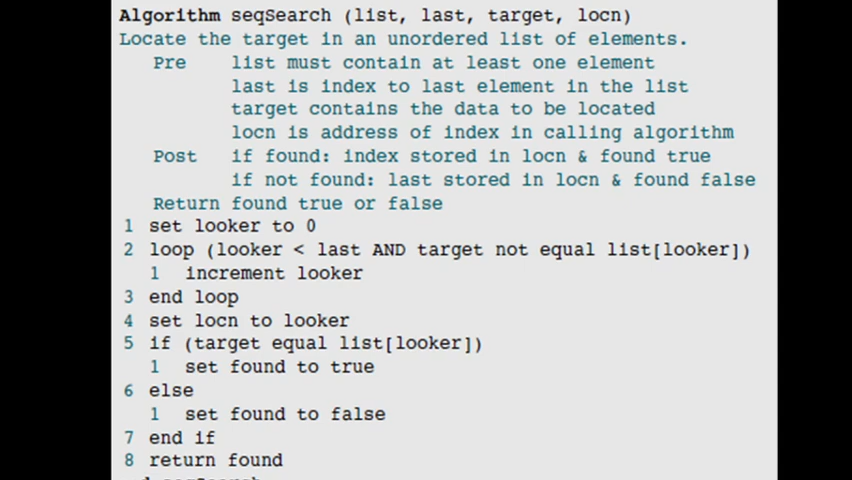 Algorithm seqSearch (list, last, target, locn)
Locate the target in an unordered list of elements.
Pre list must contain at least one element
last is index to last element in the list
target contains the data to be located
locn is address of index in calling algorithm
Post if found: index stored in locn & found true
if not found: last stored in locn & found false
Return found true or false
1 set looker to 0
2 loop (looker < last AND target not equal list[looker])
1 increment looker
3 end loop
4 set locn to looker
5 if (target equal list[looker])
1 set found to true
6 else
1 set found to false
7 end if
8 return found